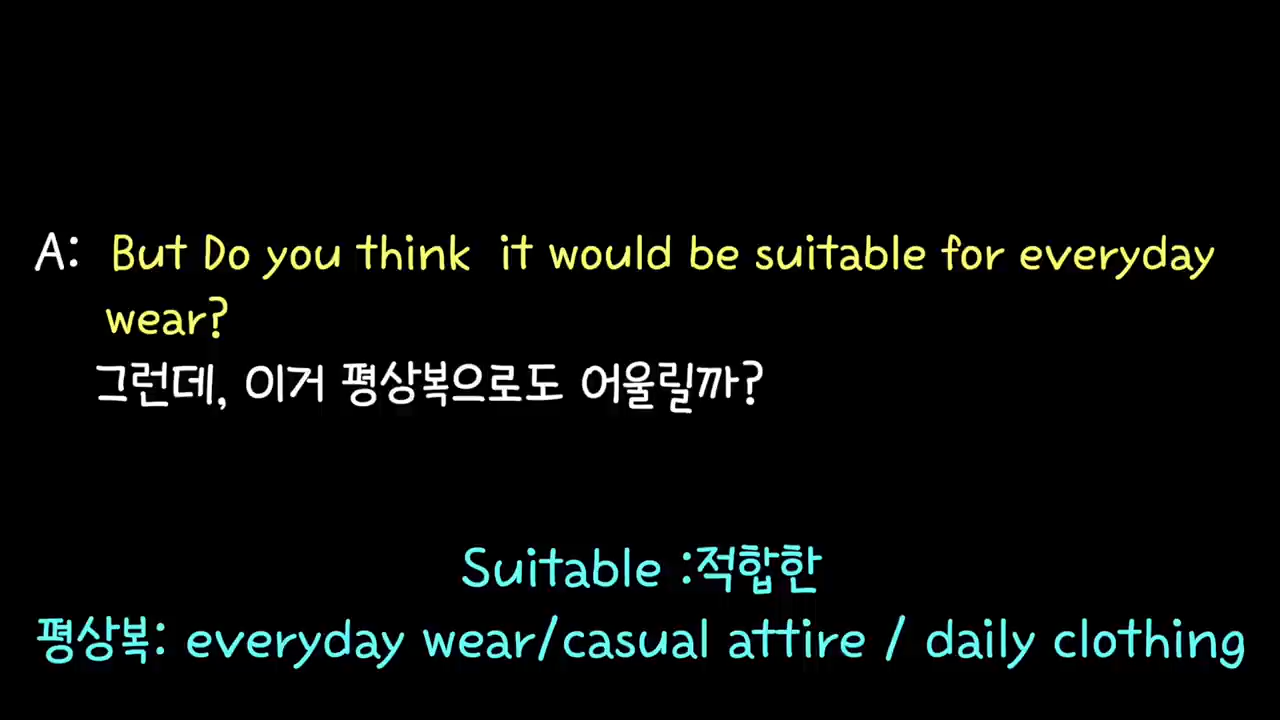 A: But Do you think it would be suitable for everyday
wear?
그런데, 이거 평상복으로도 어울릴까?
Suitable :적합한
평상복: everyday wear/casual attire / daily clothing